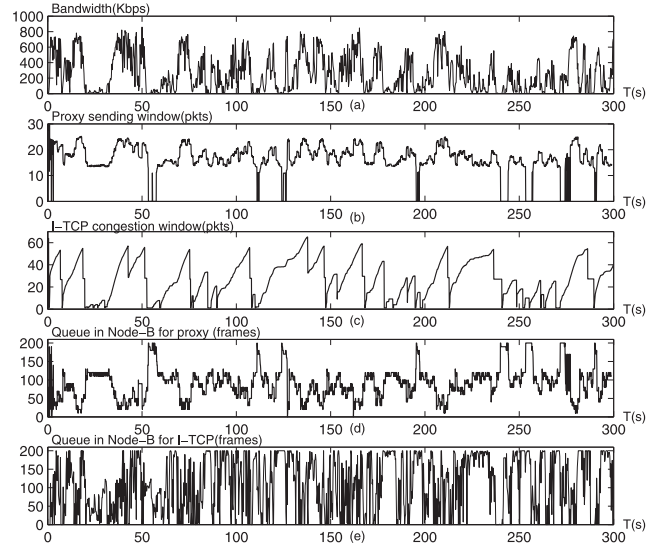 Bandwidth(Kbps)
1000
800
600
400
200
0
0 50 100 150 200 250 300
T(s)
(a)
Proxy sending window(pkts)
30
20
10
0
0 50 100 150 200 250 300
T(s)
(b)
I-TCP congestion window(pkts)
60
40
20
0
0 50 100 150 200 250 300
T(s)
(c)
Queue in Node-B for proxy (frames)
200
150
100
50
0
0 50 100 150 200 250 300
T(s)
(d)
Queue in Node-B for I-TCP(frames)
200
150
100
50
0
0 50 100 150 200 250 300
T(s)
(e)